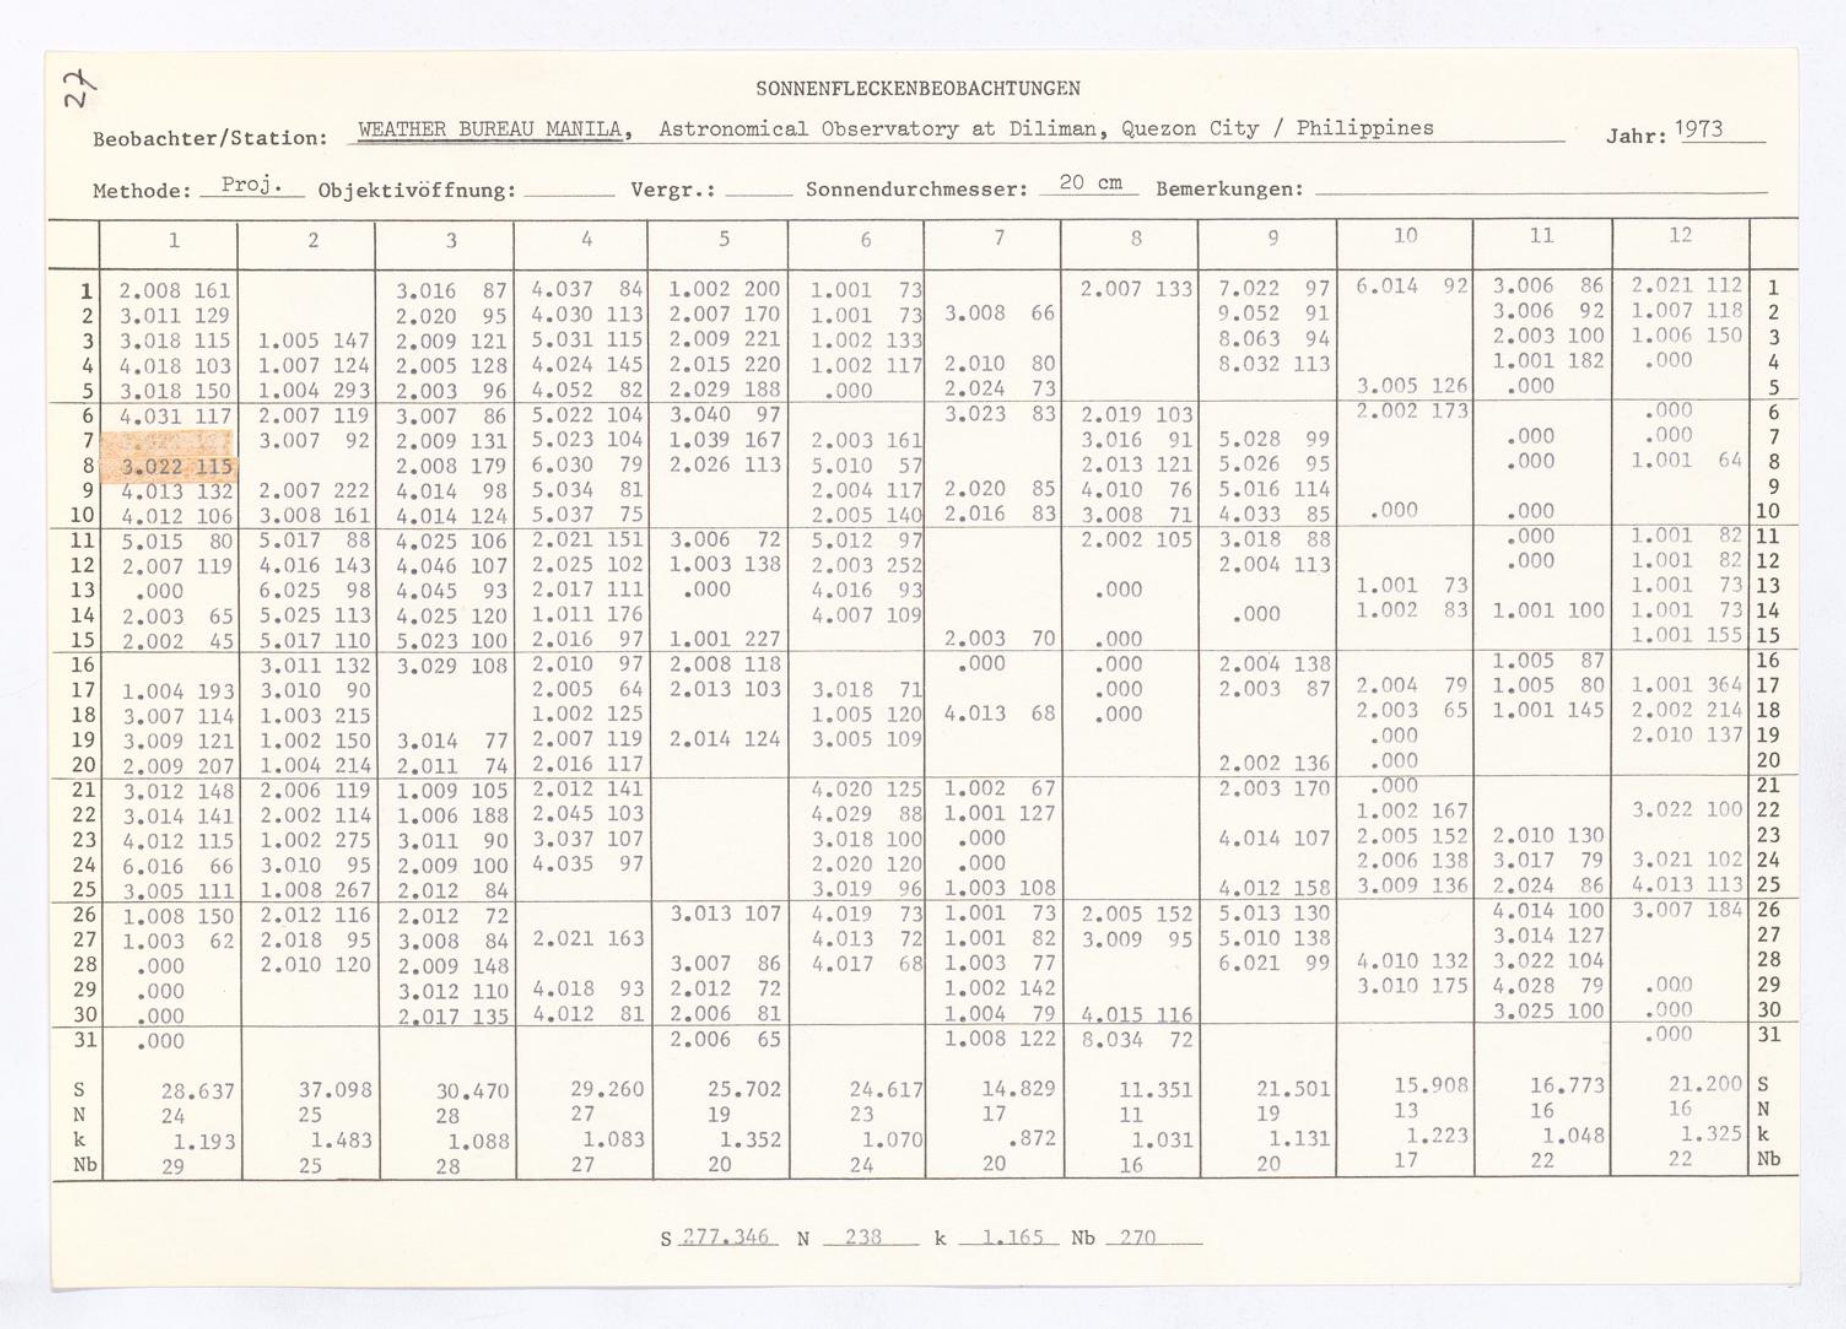 27
SONNENFLECKENBEOBACHTUNGEN
Beobachter/Station: WEATHER BUREAU MANILA, Astronomical Observatory at Diliman, Quezon City / Philippines Jahr: 1973
Methode: Proj. Objektivöffnung: Vergr.: Sonnendurchmesser: 20 cm Bemerkungen:
1 2 3 4 5 6 7 8 9 10 11 12
1 2.008 161 3.016 87 4.037 84 1.002 200 1.001 73 2.007 133 7.022 97 6.014 92 3.006 86 2.021 112 1
2 3.011 129 2.020 95 4.030 113 2.007 170 1.001 73 3.008 66 9.052 91 3.006 92 1.007 118 2
3 3.018 115 1.005 147 2.009 121 5.031 115 2.009 221 1.002 133 8.063 94 2.003 100 1.006 150 3
4 4.018 103 1.007 124 2.005 128 4.024 145 2.015 220 1.002 117 2.010 80 8.032 113 1.001 182 .000 4
5 3.018 150 1.004 293 2.003 96 4.052 82 2.029 188 .000 2.024 73 3.005 126 .000 5
6 4.031 117 2.007 119 3.007 86 5.022 104 3.040 97 3.023 83 2.019 103 2.002 173 .000 6
7 3.007 92 2.009 131 5.023 104 1.039 167 2.003 161 3.016 91 5.028 99 .000 .000 7
8 3.022 115 2.008 179 6.030 79 2.026 113 5.010 57 2.013 121 5.026 95 .000 1.001 64 8
9 4.013 132 2.007 222 4.014 98 5.034 81 2.004 117 2.020 85 4.010 76 5.016 114 9
10 4.012 106 3.008 161 4.014 124 5.037 75 2.005 140 2.016 83 3.008 71 4.033 85 .000 .000 10
11 5.015 80 5.017 88 4.025 106 2.021 151 3.006 72 5.012 97 2.002 105 3.018 88 .000 1.001 82 11
12 2.007 119 4.016 143 4.046 107 2.025 102 1.003 138 2.003 252 2.004 113 .000 1.001 82 12
13 .000 6.025 98 4.045 93 2.017 111 .000 4.016 93 .000 1.001 73 1.001 73 13
14 2.003 65 5.025 113 4.025 120 1.011 176 4.007 109 .000 1.002 83 1.001 100 1.001 73 14
15 2.002 45 5.017 110 5.023 100 2.016 97 1.001 227 2.003 70 .000 1.001 155 15
16 3.011 132 3.029 108 2.010 97 2.008 118 .000 .000 2.004 138 1.005 87 16
17 1.004 193 3.010 90 2.005 64 2.013 103 3.018 71 .000 2.003 87 2.004 79 1.005 80 1.001 364 17
18 3.007 114 1.003 215 1.002 125 1.005 120 4.013 68 .000 2.003 65 1.001 145 2.002 214 18
19 3.009 121 1.002 150 3.014 77 2.007 119 2.014 124 3.005 109 .000 2.010 137 19
20 2.009 207 1.004 214 2.011 74 2.016 117 2.002 136 .000 20
21 3.012 148 2.006 119 1.009 105 2.012 141 4.020 125 1.002 67 2.003 170 .000 21
22 3.014 141 2.002 114 1.006 188 2.045 103 4.029 88 1.001 127 1.002 167 3.022 100 22
23 4.012 115 1.002 275 3.011 90 3.037 107 3.018 100 .000 4.014 107 2.005 152 2.010 130 23
24 6.016 66 3.010 95 2.009 100 4.035 97 2.020 120 .000 2.006 138 3.017 79 3.021 102 24
25 3.005 111 1.008 267 2.012 84 3.019 96 1.003 108 4.012 158 3.009 136 2.024 86 4.013 113 25
26 1.008 150 2.012 116 2.012 72 3.013 107 4.019 73 1.001 73 2.005 152 5.013 130 4.014 100 3.007 184 26
27 1.003 62 2.018 95 3.008 84 2.021 163 4.013 72 1.001 82 3.009 95 5.010 138 3.014 127 27
28 .000 2.010 120 2.009 148 3.007 86 4.017 68 1.003 77 6.021 99 4.010 132 3.022 104 28
29 .000 3.012 110 4.018 93 2.012 72 1.002 142 3.010 175 4.028 79 .000 29
30 .000 2.017 135 4.012 81 2.006 81 1.004 79 4.015 116 3.025 100 .000 30
31 .000 2.006 65 1.008 122 8.034 72 .000 31
S 28.637 37.098 30.470 29.260 25.702 24.617 14.829 11.351 21.501 15.908 16.773 21.200 S
N 24 25 28 27 19 23 17 11 19 13 16 16 N
k 1.193 1.483 1.088 1.083 1.352 1.070 .872 1.031 1.131 1.223 1.048 1.325 k
Nb 29 25 28 27 20 24 20 16 20 17 22 22 Nb
S 277.346 N 238 k 1.165 Nb 270